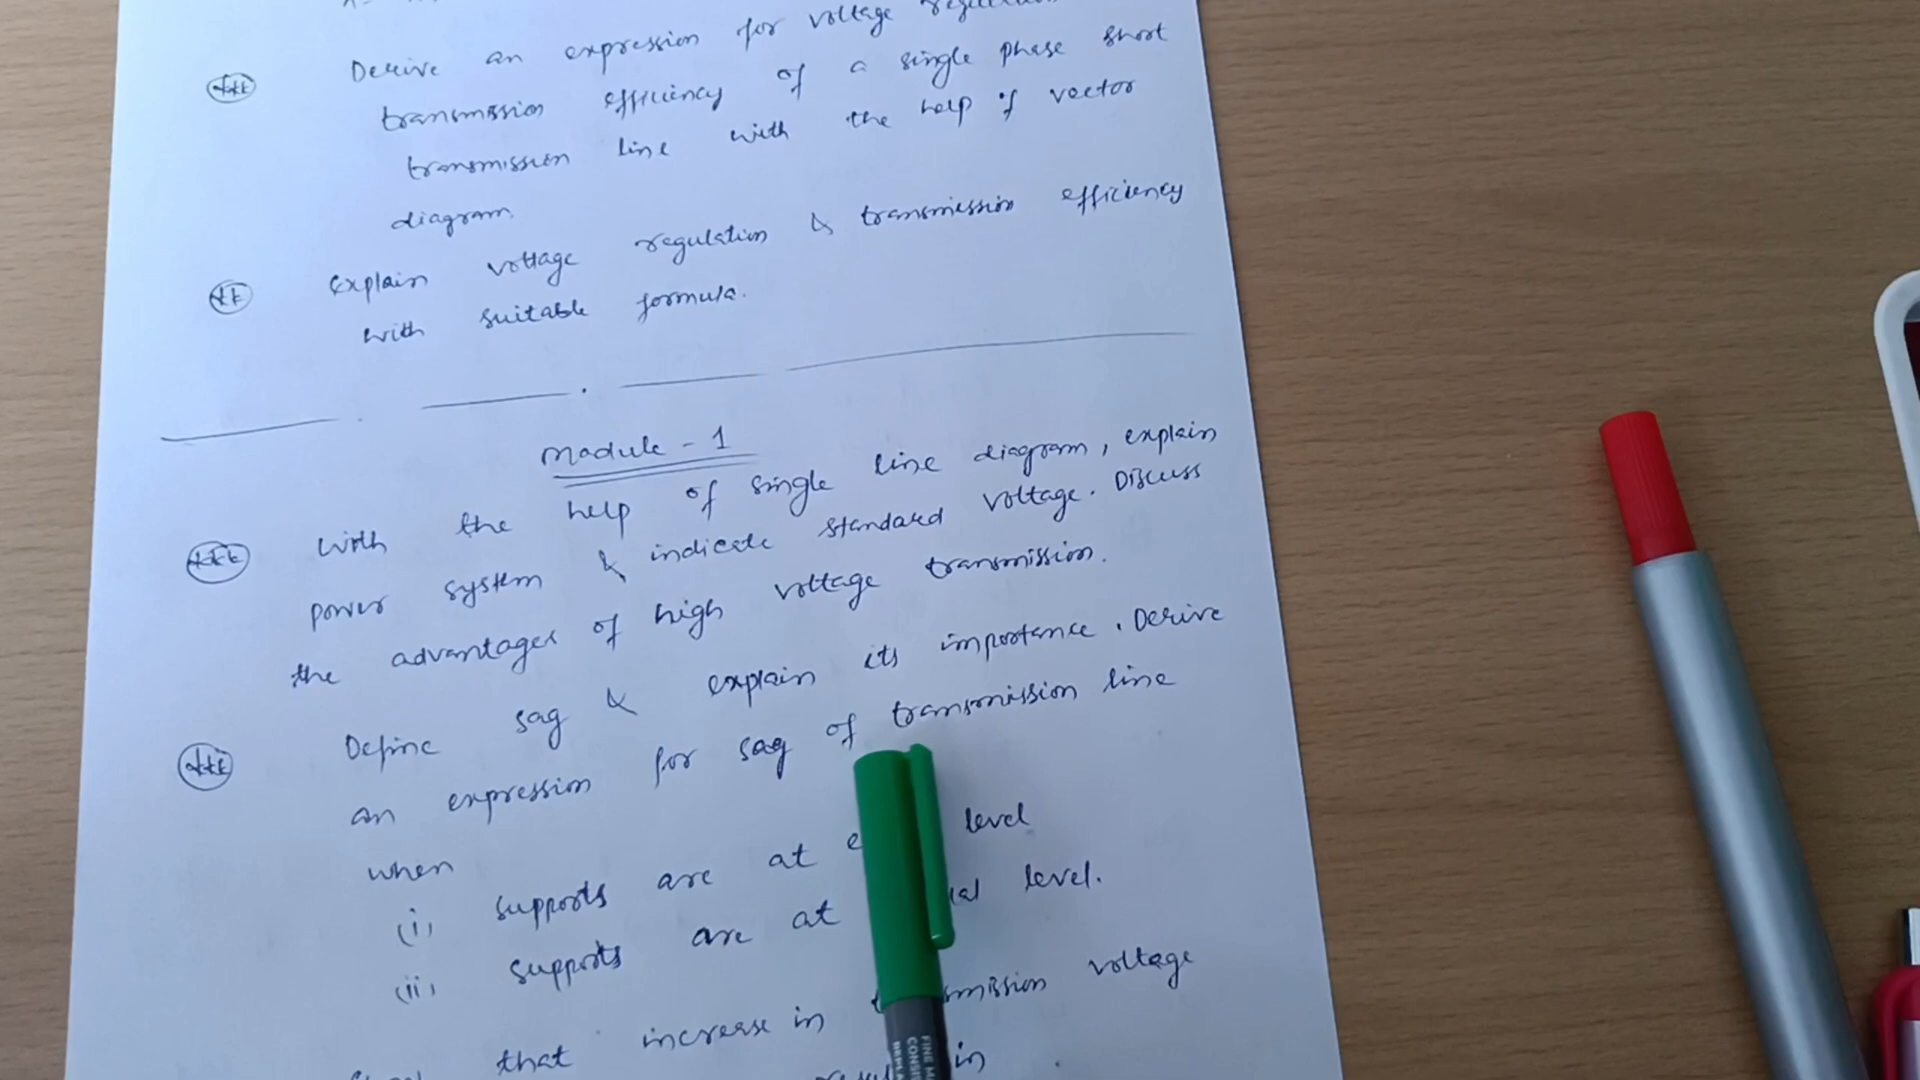 Derive an expression for voltage
*** transmission efficiency of a single phase short
transmission line with the help of vector
diagram.
** Explain voltage regulation & transmission efficiency
with suitable formula.
Module - 1
*** With the help of single line diagram, explain
power system & indicate standard voltage. Discuss
the advantages of high voltage transmission.
*** Define sag & explain its importance. Derive
an expression for sag of transmission line
when
(i) supports are at level
(ii) supports are at level.
that increase in voltage
in
FINE